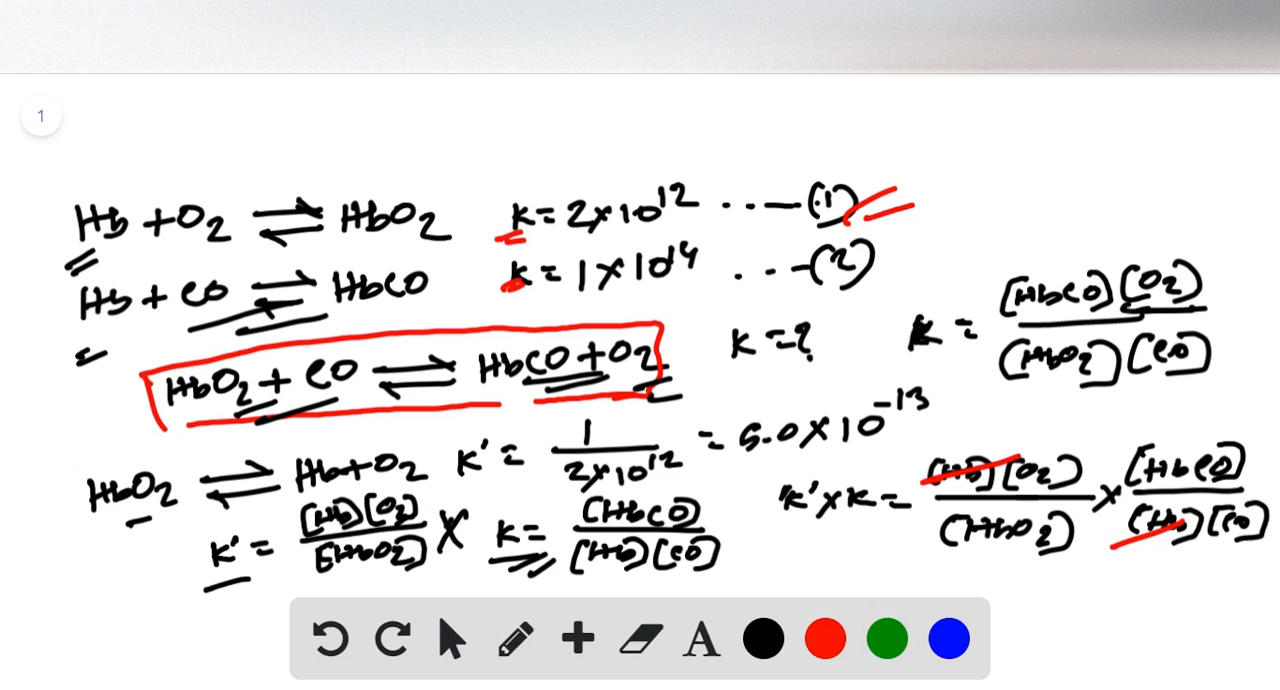 1
Hb + O2 ⇌ HbO2 K = 2×10^12 ...—(1)
Hb + CO ⇌ HbCO K = 1×10^14 ...—(2)
HbO2 + CO ⇌ HbCO + O2 K = ? K = [HbCO][O2] / [HbO2][CO]
HbO2 ⇌ Hb + O2 K' = 1 / 2×10^12 = 5.0×10^-13
K' = [Hb][O2] / [HbO2] × K = [HbCO] / [Hb][CO] K'×K = [Hb][O2] / [HbO2] × [HbCO] / [Hb][CO]
A